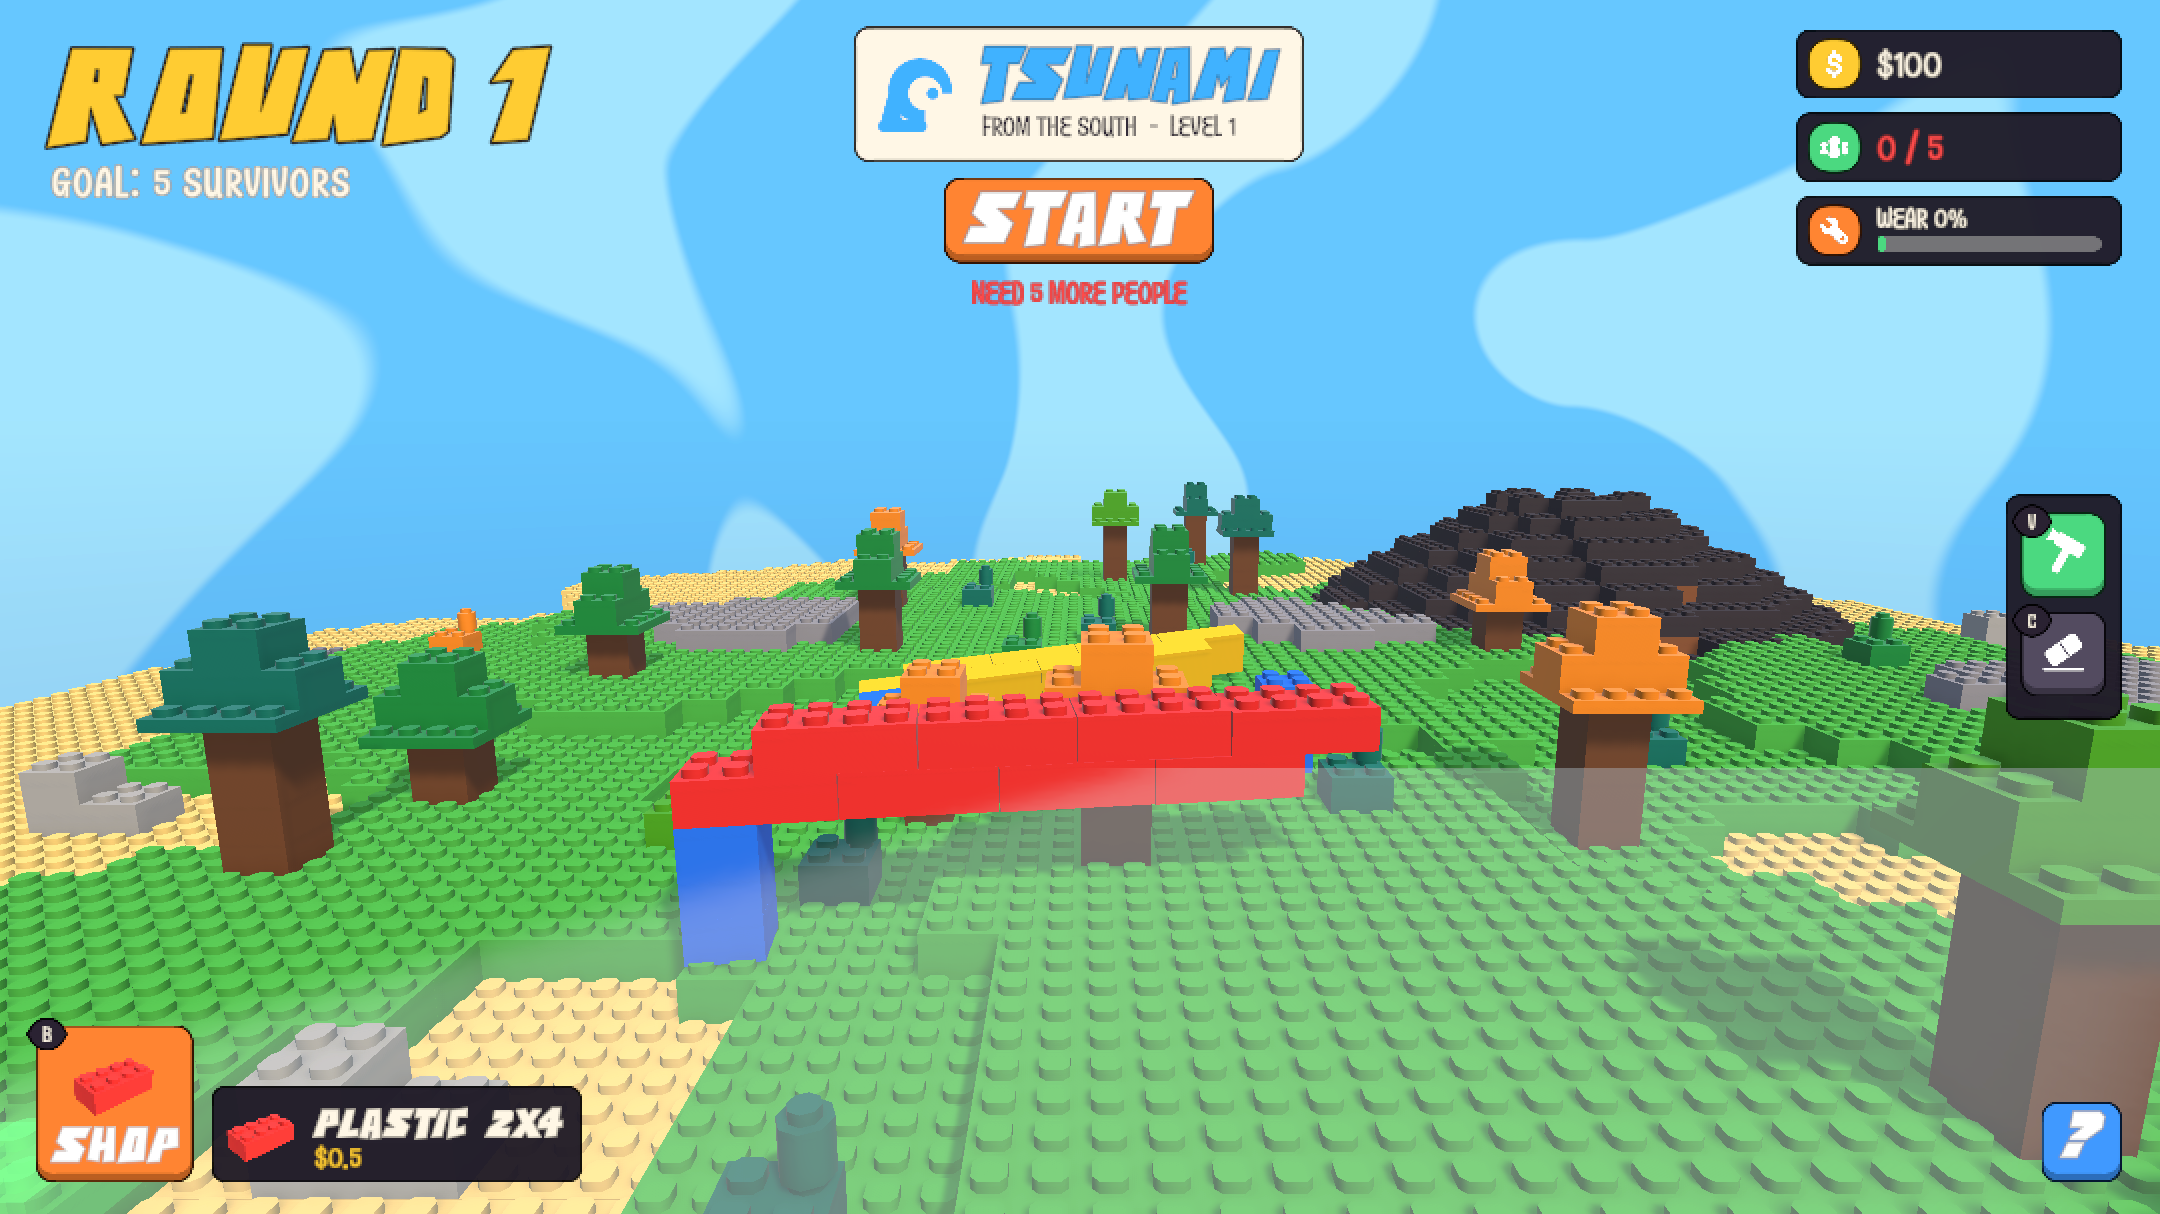 ROUND 1
GOAL: 5 SURVIVORS
TSUNAMI
FROM THE SOUTH - LEVEL 1
START
NEED 5 MORE PEOPLE
$
$100
0 / 5
WEAR 0%
V
C
B
SHOP
PLASTIC 2X4
$0.5
?